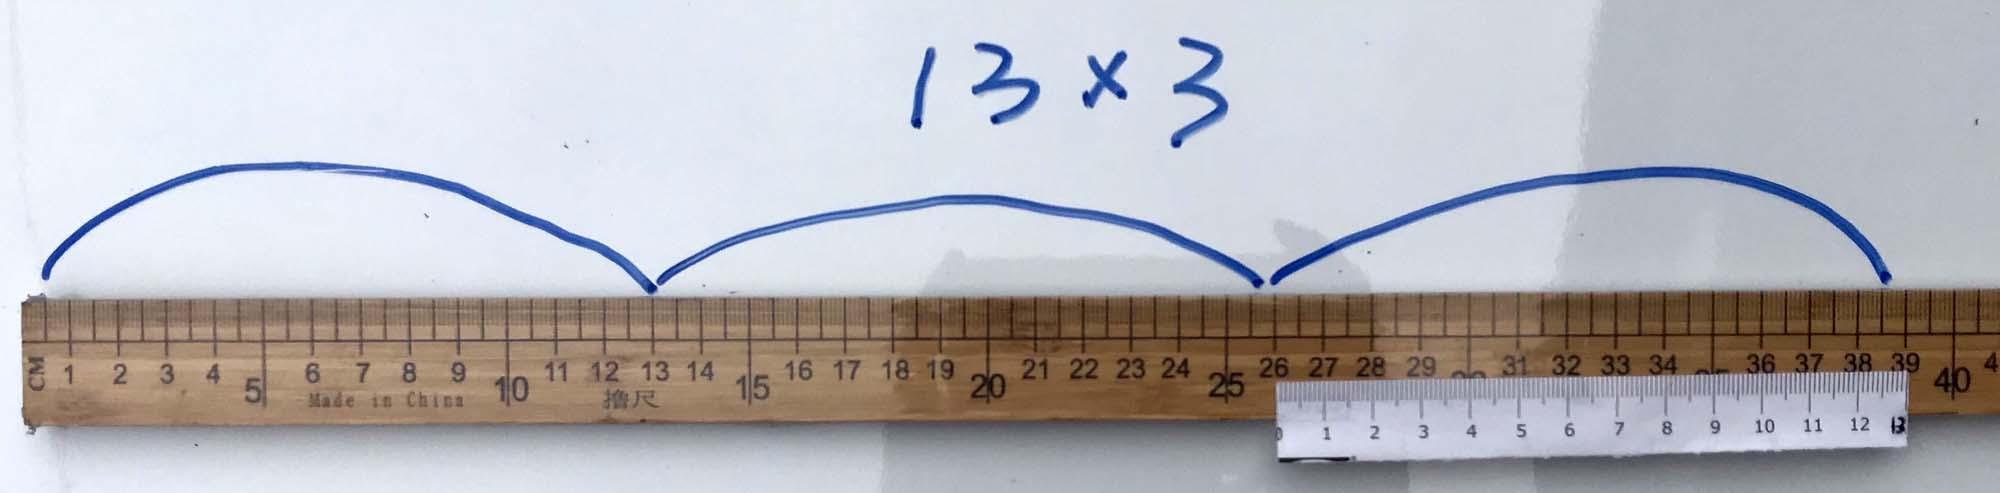 13 × 3
CM 1 2 3 4 5 6 7 8 9 10 11 12 13 14 15 16 17 18 19 20 21 22 23 24 25 26 27 28 29 31 32 33 34 36 37 38 39 40 4
Made in China 撸尺
0 1 2 3 4 5 6 7 8 9 10 11 12 13